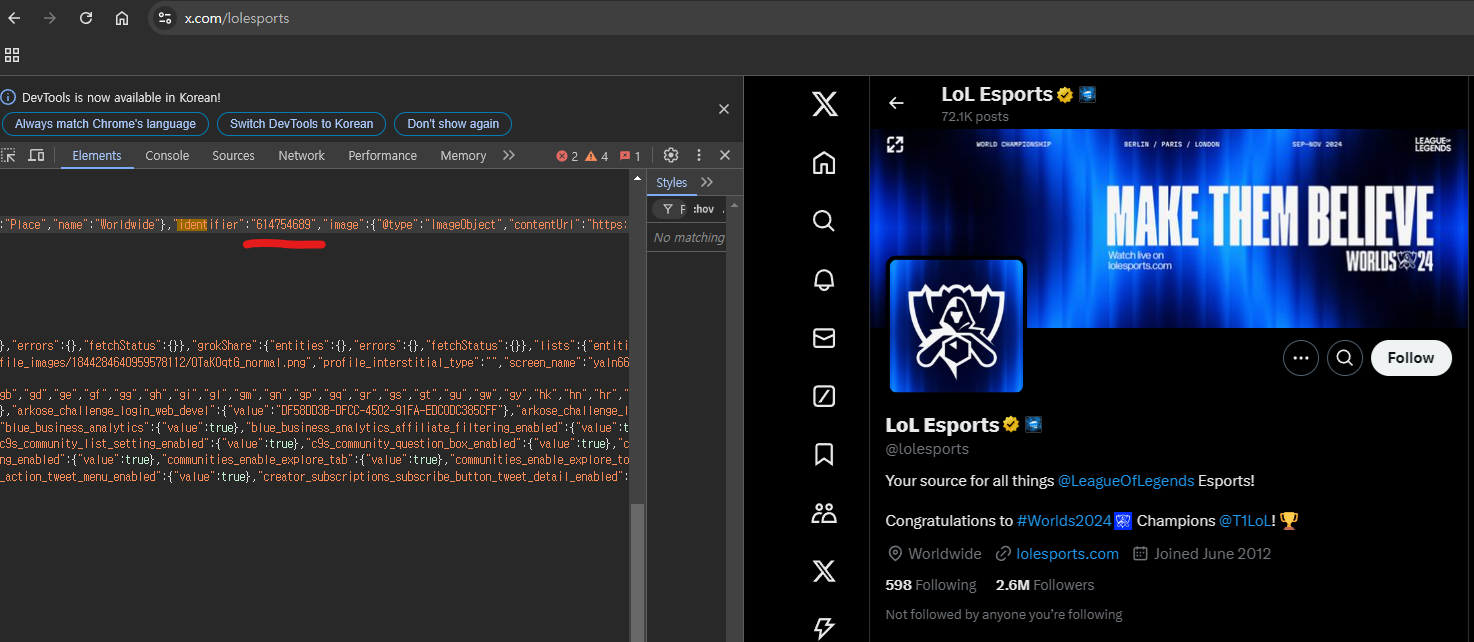 x.com/lolesports
DevTools is now available in Korean!
Always match Chrome's language
Switch DevTools to Korean
Don't show again
Elements
Console
Sources
Network
Performance
Memory
2
4
1
Styles
F
:hov
No matching
:"Place","name":"Worldwide"},"identifier":"614754689","image":{"@type":"ImageObject","contentUrl":"https:
},"errors":{},"fetchStatus":{}},"grokShare":{"entities":{},"errors":{},"fetchStatus":{}},"lists":{"entiti
"profile_interstitial_type":"","screen_name":"yaln66
gb","gd","ge","gf","gg","gh","gi","gl","gm","gn","gp","gq","gr","gs","gt","gu","gw","gy","hk","hn","hr","
},"arkose_challenge_login_web_devel":{"value":"DF58DD3B-DFCC-4502-91FA-EDC0DC385CFF"},"arkose_challenge_l
"blue_business_analytics":{"value":true},"blue_business_analytics_affiliate_filtering_enabled":{"value":t
c9s_community_list_setting_enabled":{"value":true},"c9s_community_question_box_enabled":{"value":true},"c
ng_enabled":{"value":true},"communities_enable_explore_tab":{"value":true},"communities_enable_explore_to
_action_tweet_menu_enabled":{"value":true},"creator_subscriptions_subscribe_button_tweet_detail_enabled":
LoL Esports
72.1K posts
WORLD CHAMPIONSHIP
BERLIN / PARIS / LONDON
SEP-NOV 2024
LEAGUE OF
LEGENDS
MAKE THEM BELIEVE
Watch live on
lolesports.com
WORLDS 24
Follow
LoL Esports
@lolesports
Your source for all things @LeagueOfLegends Esports!
Congratulations to #Worlds2024 Champions @T1LoL! 🏆
Worldwide lolesports.com Joined June 2012
598 Following 2.6M Followers
Not followed by anyone you're following